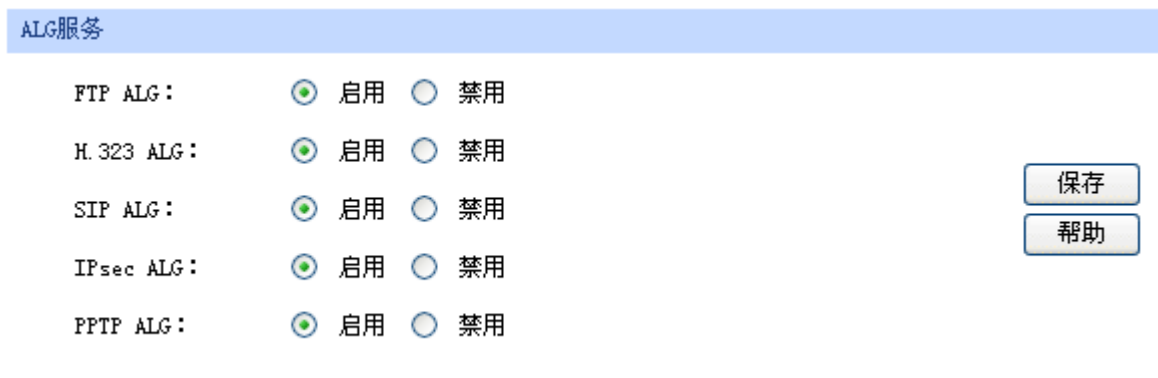 ALG服务
FTP ALG： 启用 禁用
H.323 ALG： 启用 禁用
SIP ALG： 启用 禁用
IPsec ALG： 启用 禁用
PPTP ALG： 启用 禁用
保存
帮助